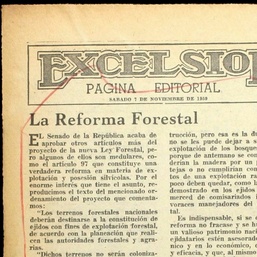 EXCELSIOR
PAGINA EDITORIAL
SABADO 7 DE NOVIEMBRE DE 1959
La Reforma Forestal
EL Senado de la República acaba de
aprobar otros artículos más del
proyecto de la nueva Ley Forestal, pe-
ro algunos de ellos son medulares, co-
mo el artículo 97 que constituye una
verdadera reforma en materia de ex-
plotación y posesión silvícolas. Por el
enorme interés que tiene el asunto, re-
producimos el texto del mencionado or-
denamiento del proyecto que comenta-
mos:
"Los terrenos forestales nacionales
deberán destinarse a la constitución de
ejidos con fines de explotación forestal,
de acuerdo con la planeación que reali-
cen las autoridades forestales y agra-
rias.
"Dichos terrenos no serán coloniza-
trucción, pero esa es la du
no se les puede dejar a s
explotación de los bosques
porque de antemano se com
derían la madera por un p
tejos o no cumplirían con
tos de una explotación ra
poco deben quedar, como l
demostrado en los ejidos
merced de comisariados
voraces manejadores del
tal.
Es indispensable, si se q
reforma no fracase y se h
un valioso patrimonio naci
jidatarios estén asesorado
nico y en lo económico, c
y eficacia, y que, al mismo